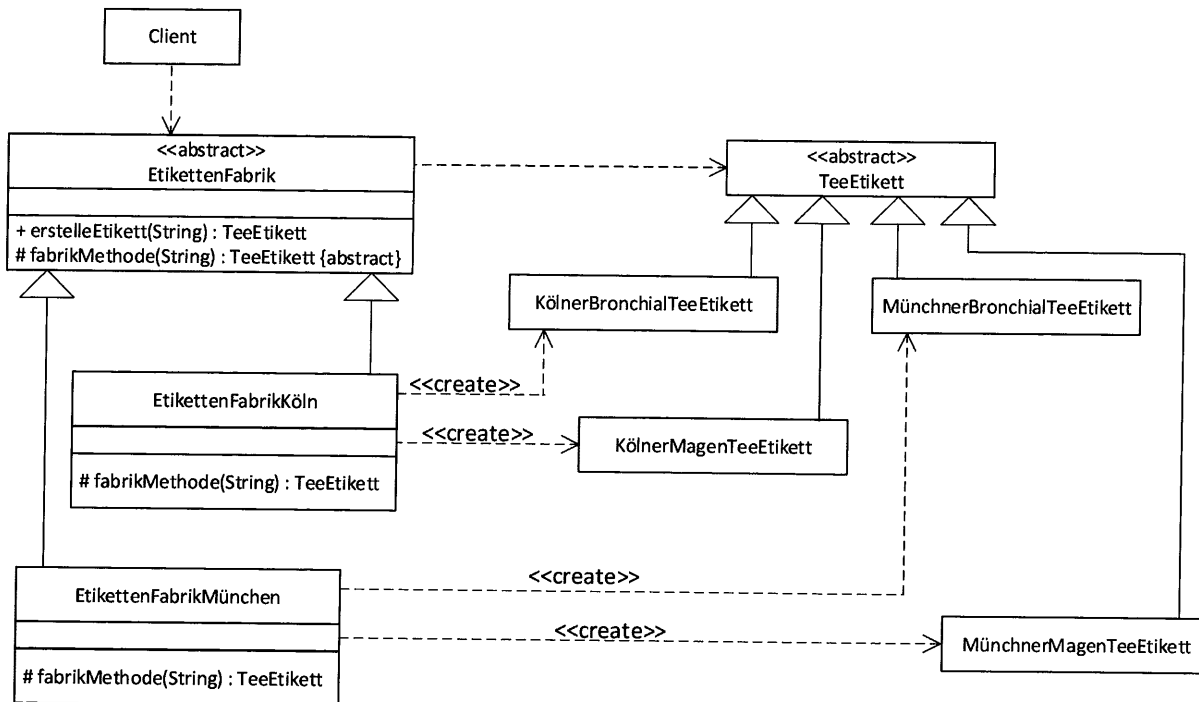 Client
<<abstract>>
EtikettenFabrik
+ erstelleEtikett(String) : TeeEtikett
# fabrikMethode(String) : TeeEtikett {abstract}
<<abstract>>
TeeEtikett
KölnerBronchialTeeEtikett
MünchnerBronchialTeeEtikett
EtikettenFabrikKöln
# fabrikMethode(String) : TeeEtikett
<<create>>
<<create>>
KölnerMagenTeeEtikett
EtikettenFabrikMünchen
# fabrikMethode(String) : TeeEtikett
<<create>>
<<create>>
MünchnerMagenTeeEtikett